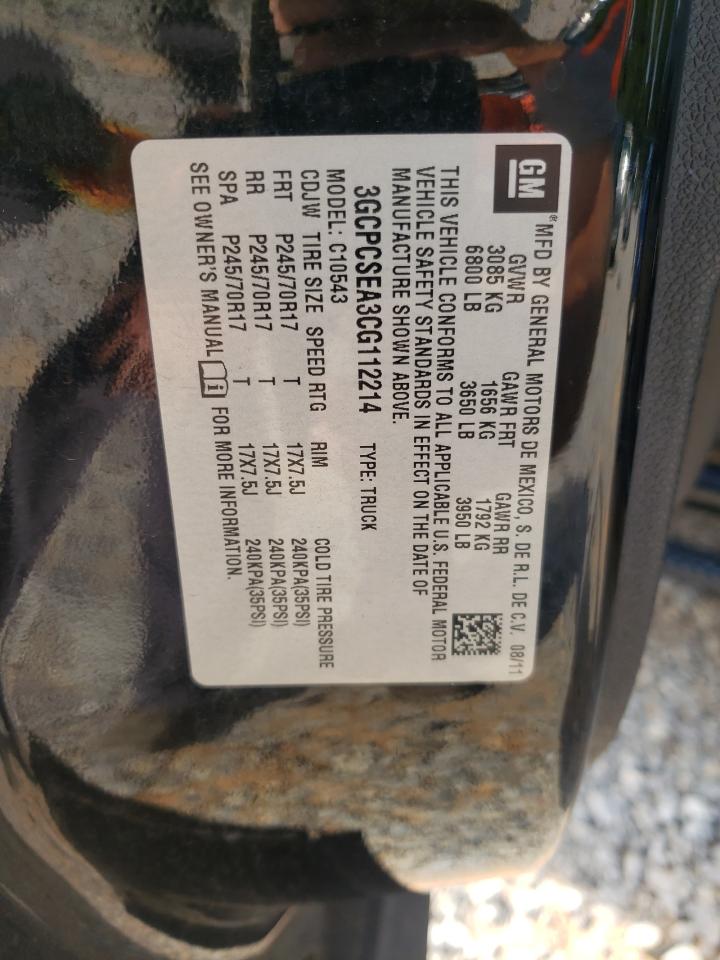 GM® MFD BY GENERAL MOTORS DE MEXICO, S. DE R.L. DE C.V. 08/11
GVWR GAWR FRT GAWR RR
3085 KG 1656 KG 1792 KG
6800 LB 3650 LB 3950 LB
THIS VEHICLE CONFORMS TO ALL APPLICABLE U.S. FEDERAL MOTOR
VEHICLE SAFETY STANDARDS IN EFFECT ON THE DATE OF
MANUFACTURE SHOWN ABOVE.
3GCPCSEA3CG112214 TYPE: TRUCK
MODEL: C10543
CDJW TIRE SIZE SPEED RTG RIM COLD TIRE PRESSURE
FRT P245/70R17 T 17X7.5J 240KPA(35PSI)
RR P245/70R17 T 17X7.5J 240KPA(35PSI)
SPA P245/70R17 T 17X7.5J 240KPA(35PSI)
SEE OWNER'S MANUAL i FOR MORE INFORMATION.